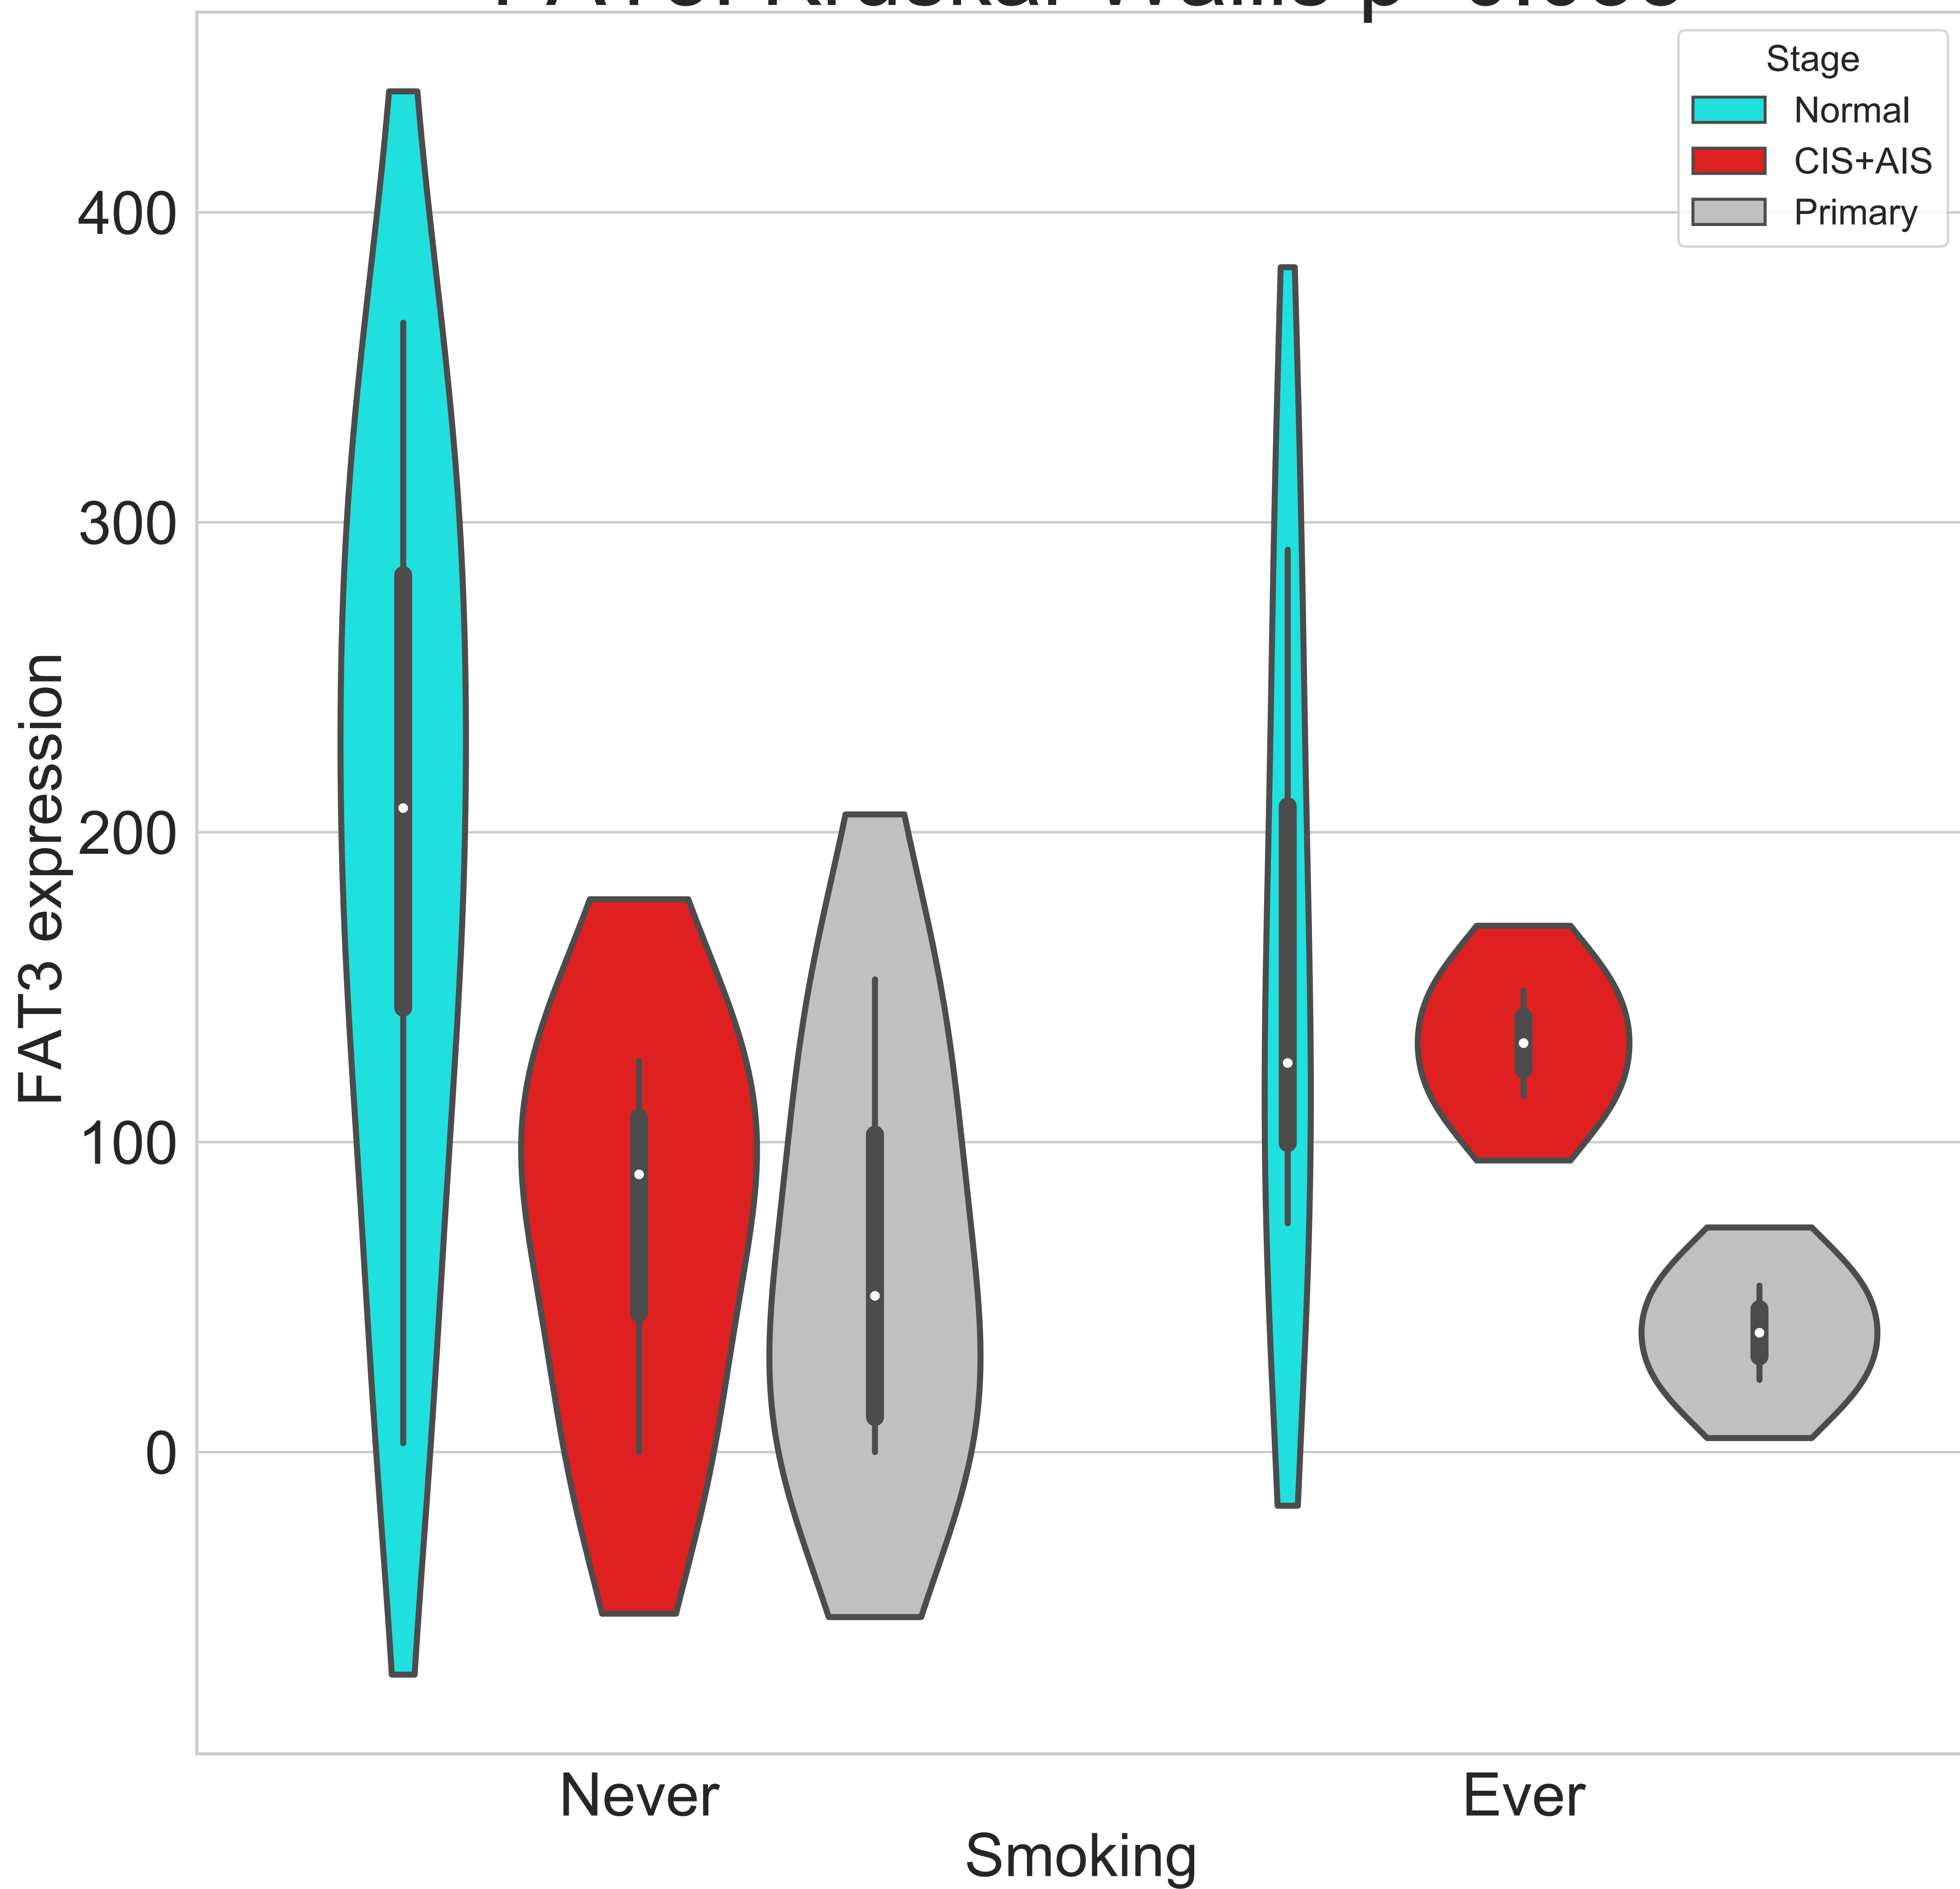 Stage
Normal
CIS+AIS
Primary
400
300
200
100
0
FAT3 expression
Never
Ever
Smoking